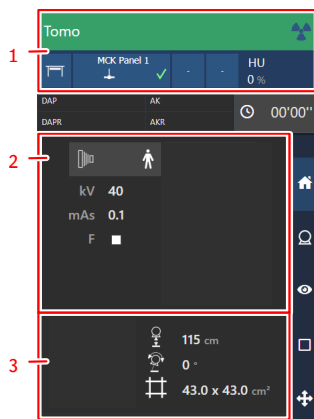 Tomo
1
MCK Panel 1
- -
HU
0 %
DAP AK
DAPR AKR
00'00''
2
kV 40
mAs 0.1
F
3
115 cm
0 °
43.0 x 43.0 cm²